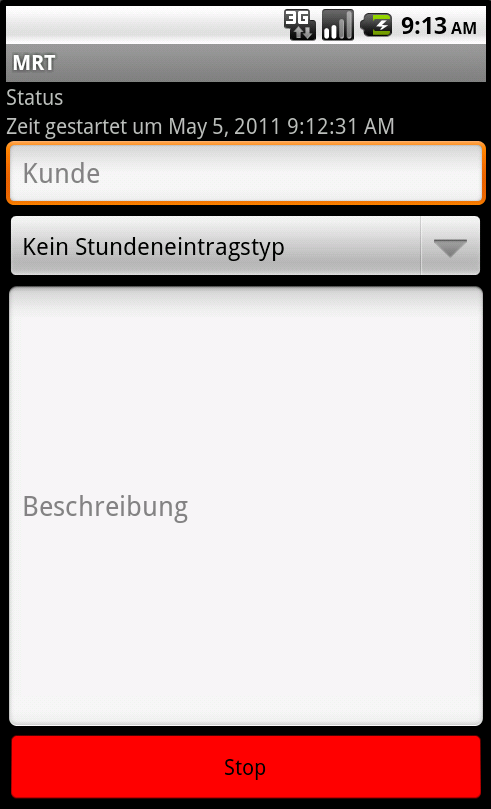 3G 9:13 AM
MRT
Status
Zeit gestartet um May 5, 2011 9:12:31 AM
Kunde
Kein Stundeneintragstyp
Beschreibung
Stop